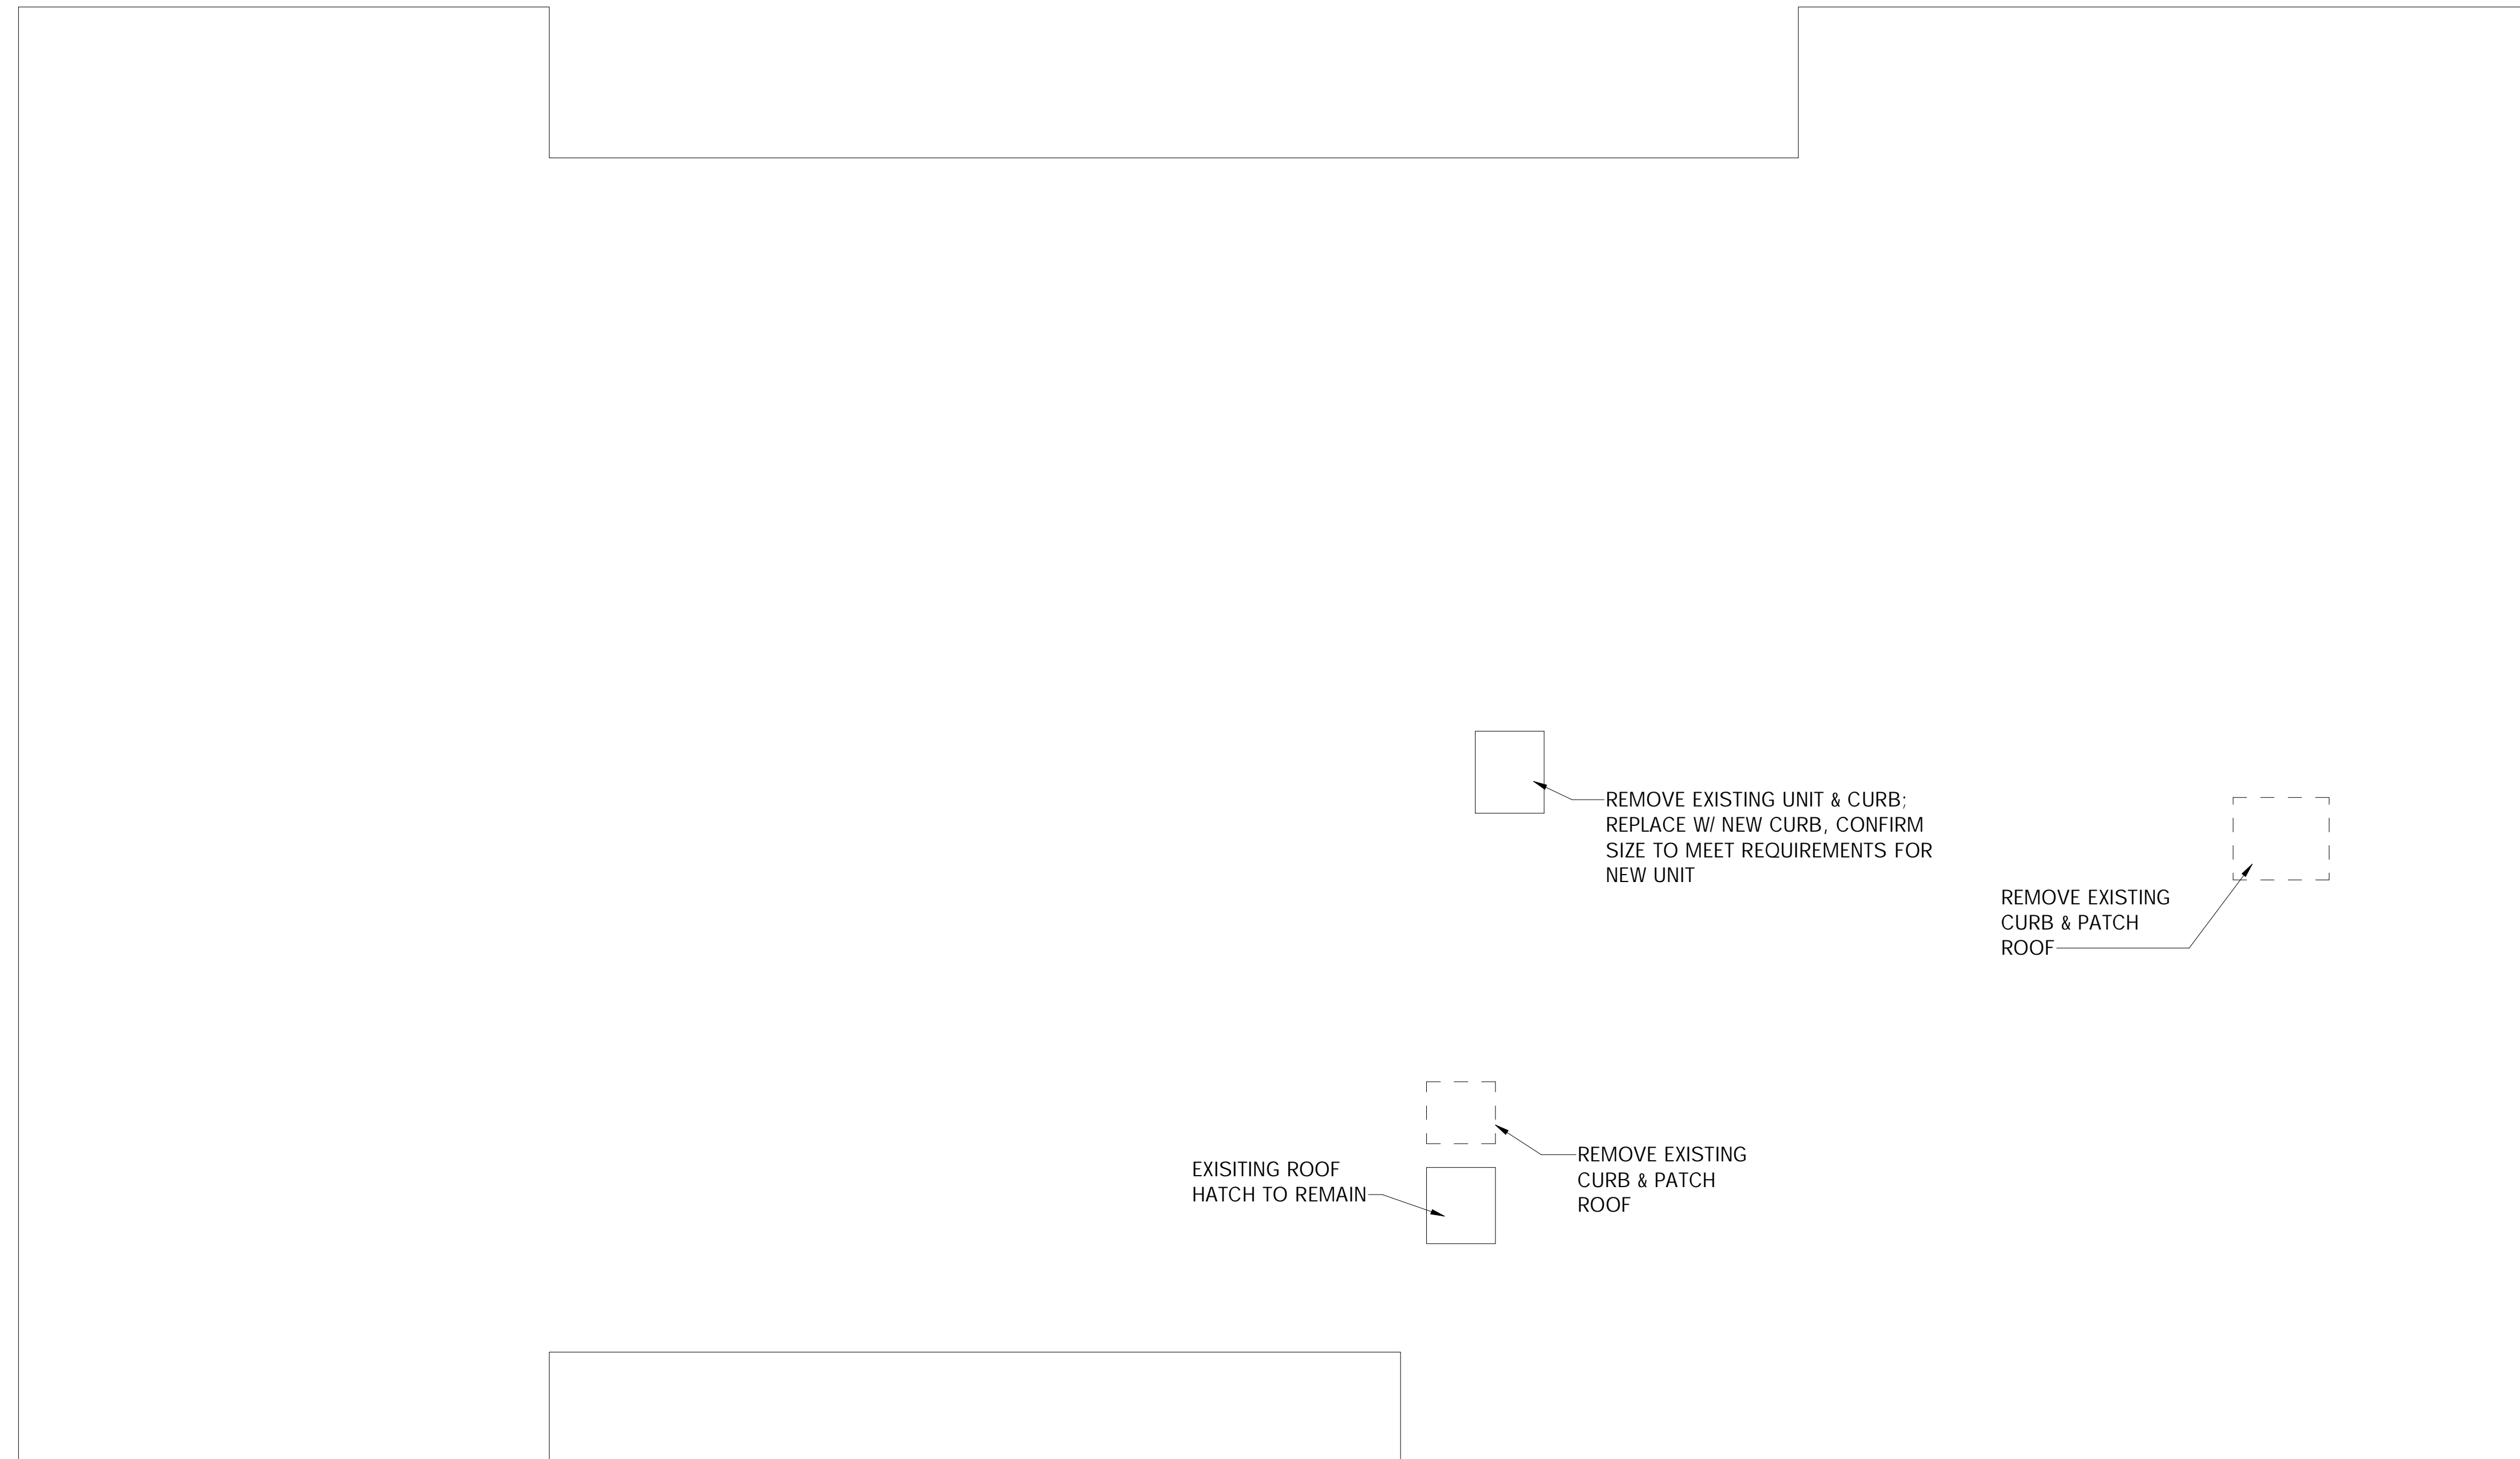 REMOVE EXISTING UNIT & CURB;
REPLACE W/ NEW CURB, CONFIRM
SIZE TO MEET REQUIREMENTS FOR
NEW UNIT
REMOVE EXISTING
CURB & PATCH
ROOF
EXISITING ROOF
HATCH TO REMAIN
REMOVE EXISTING
CURB & PATCH
ROOF